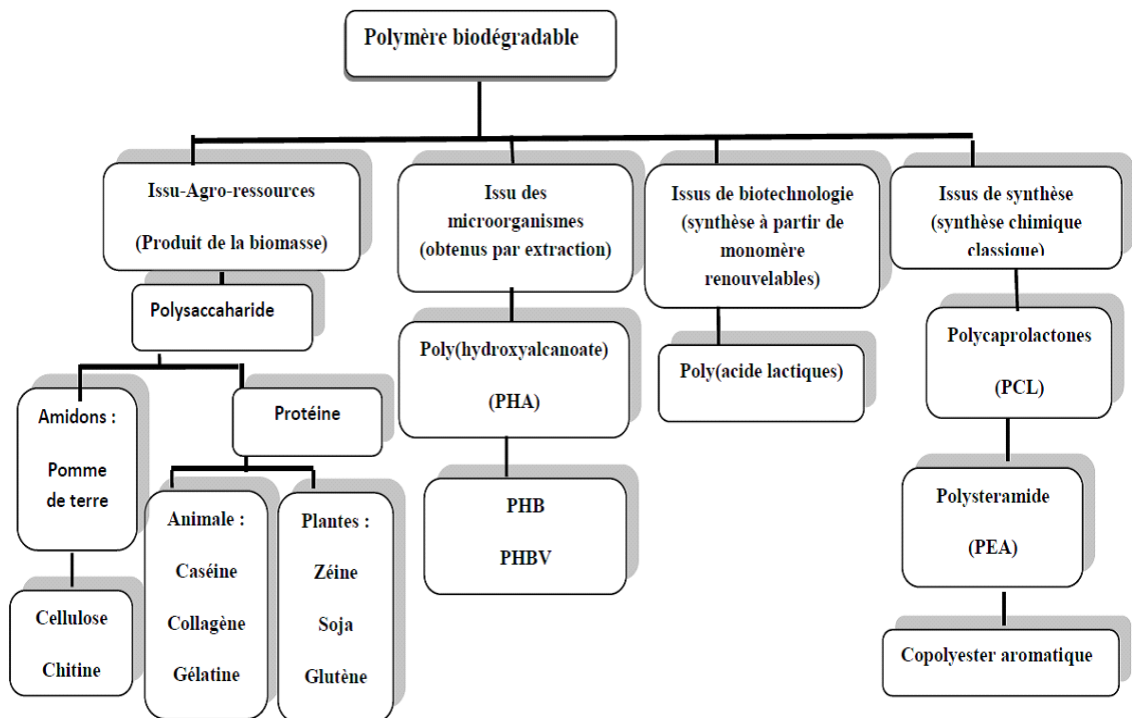 Polymère biodégradable
Issu-Agro-ressources
(Produit de la biomasse)
Issu des
microorganismes
(obtenus par extraction)
Issus de biotechnologie
(synthèse à partir de
monomère
renouvelables)
Issus de synthèse
(synthèse chimique
classique)
Polysaccaharide
Poly(hydroxyalcanoate)
(PHA)
Poly(acide lactiques)
Polycaprolactones
(PCL)
Amidons :
Pomme
de terre
Protéine
PHB
PHBV
Polysteramide
(PEA)
Cellulose
Chitine
Animale :
Caséine
Collagène
Gélatine
Plantes :
Zéine
Soja
Glutène
Copolyester aromatique